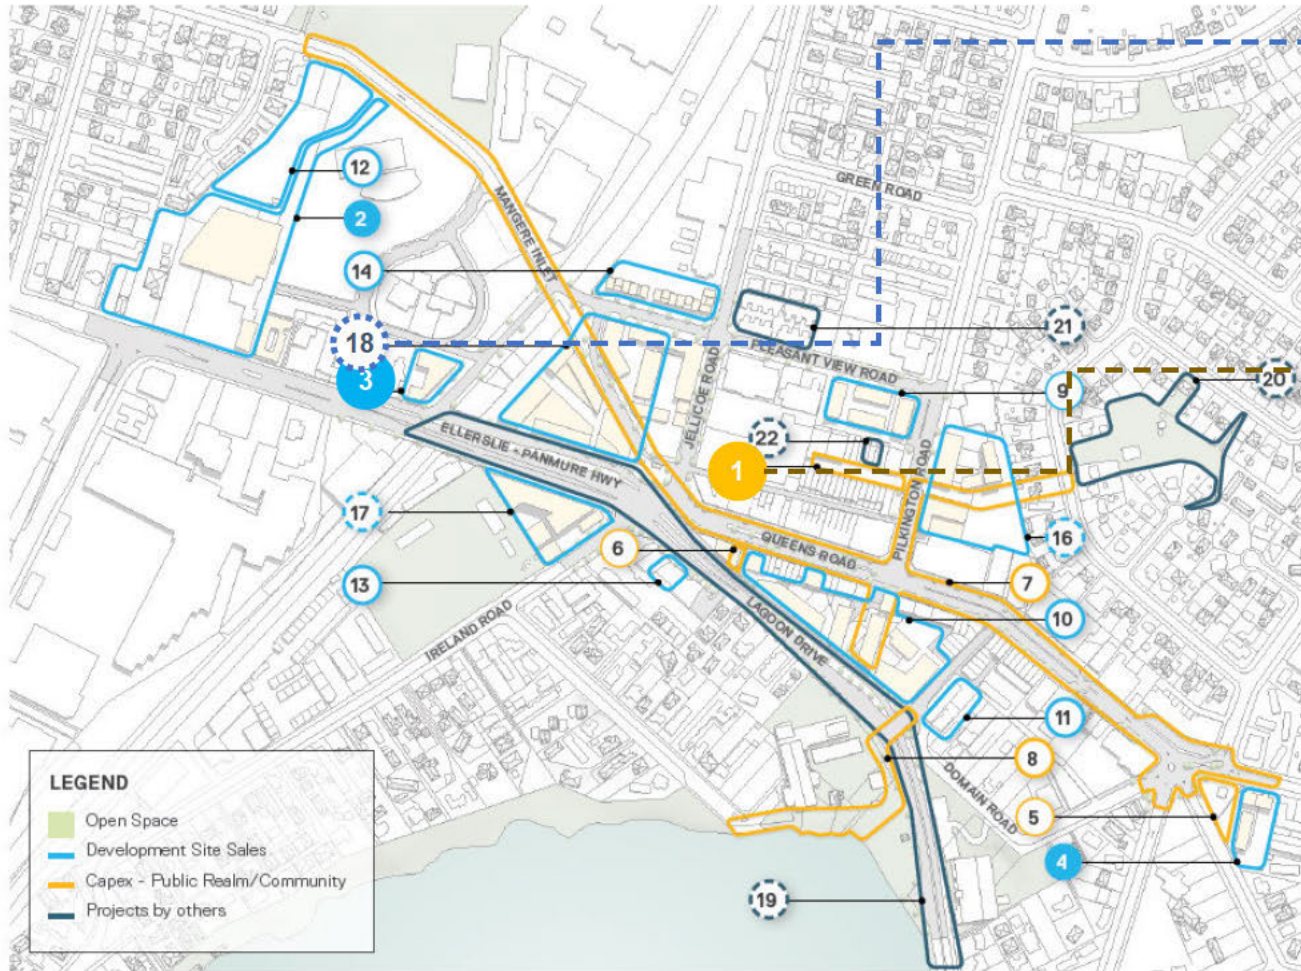 GREEN ROAD
12
MANGERE INLET
2
14
21
18
PLEASANT VIEW ROAD
3
JELLICOE ROAD
9
20
ELLERSLIE - PANMURE HWY
22
1
PILKINGTON ROAD
17
QUEENS ROAD
16
6
7
13
IRELAND ROAD
LAGOON DRIVE
10
11
8
DOMAIN ROAD
5
4
19
LEGEND
Open Space
Development Site Sales
Capex - Public Realm/Community
Projects by others